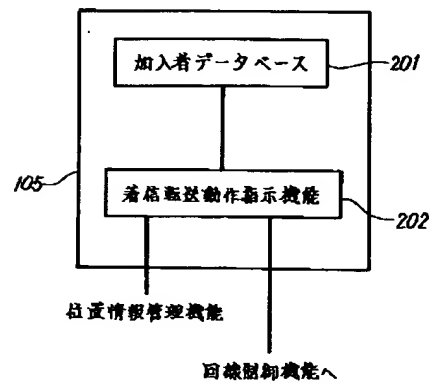 加入者データベース
201
105
着信転送動作指示機能
202
位置情報管理機能
回線制御機能へ